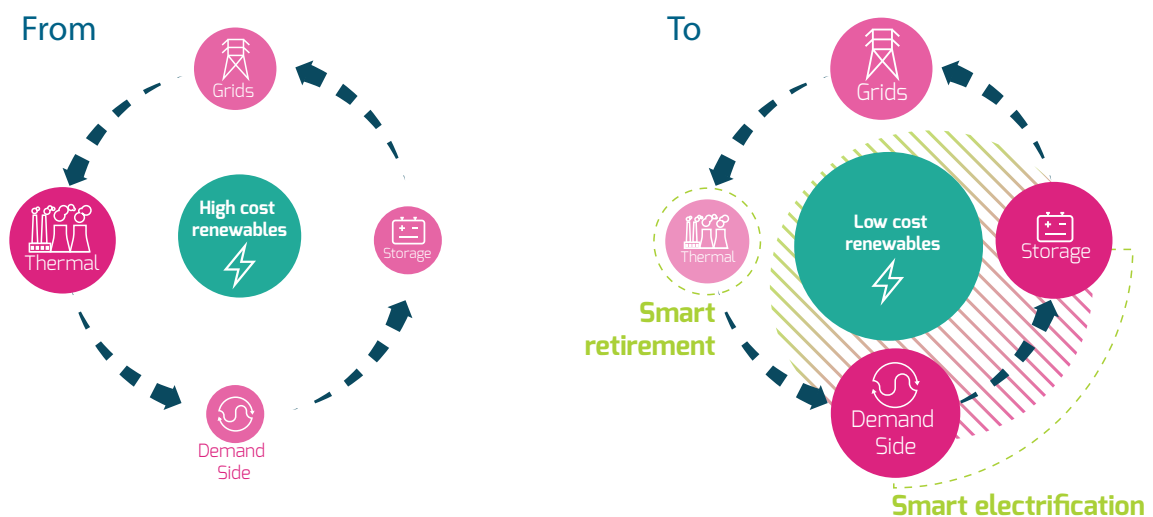 From
Grids
High cost
renewables
Thermal
Storage
Demand
Side
To
Grids
Low cost
renewables
Thermal
Storage
Smart
retirement
Demand
Side
Smart electrification